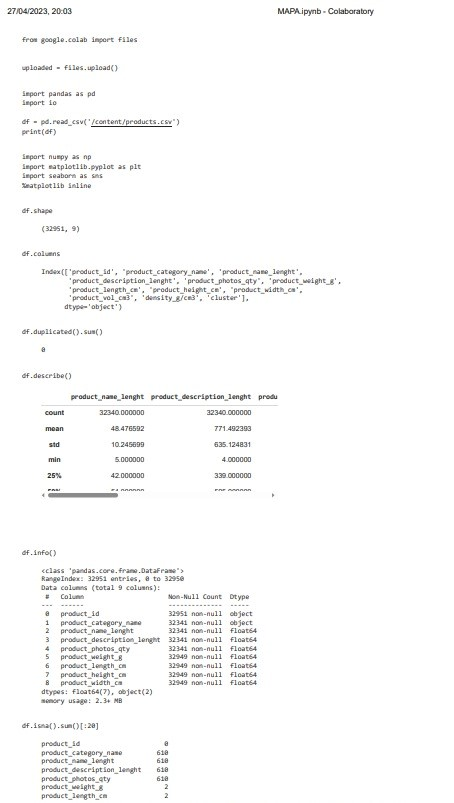 27/04/2023, 20:03 MAPA.ipynb - Colaboratory
from google.colab import files
uploaded = files.upload()
import pandas as pd
import io
df = pd.read_csv('/content/products.csv')
print(df)
import numpy as np
import matplotlib.pyplot as plt
import seaborn as sns
%matplotlib inline
df.shape
(32951, 9)
df.columns
Index(['product_id', 'product_category_name', 'product_name_lenght',
'product_description_lenght', 'product_photos_qty', 'product_weight_g',
'product_length_cm', 'product_height_cm', 'product_width_cm',
'product_vol_cm3', 'density_g/cm3', 'cluster'],
dtype='object')
df.duplicated().sum()
0
df.describe()
product_name_lenght product_description_lenght produ
count 32340.000000 32340.000000
mean 48.476592 771.492393
std 10.245699 635.124831
min 5.000000 4.000000
25% 42.000000 339.000000
df.info()
<class 'pandas.core.frame.DataFrame'>
RangeIndex: 32951 entries, 0 to 32950
Data columns (total 9 columns):
# Column Non-Null Count Dtype
--- ------ -------------- -----
0 product_id 32951 non-null object
1 product_category_name 32341 non-null object
2 product_name_lenght 32341 non-null float64
3 product_description_lenght 32341 non-null float64
4 product_photos_qty 32341 non-null float64
5 product_weight_g 32949 non-null float64
6 product_length_cm 32949 non-null float64
7 product_height_cm 32949 non-null float64
8 product_width_cm 32949 non-null float64
dtypes: float64(7), object(2)
memory usage: 2.3+ MB
df.isna().sum()[:20]
product_id 0
product_category_name 610
product_name_lenght 610
product_description_lenght 610
product_photos_qty 610
product_weight_g 2
product_length_cm 2